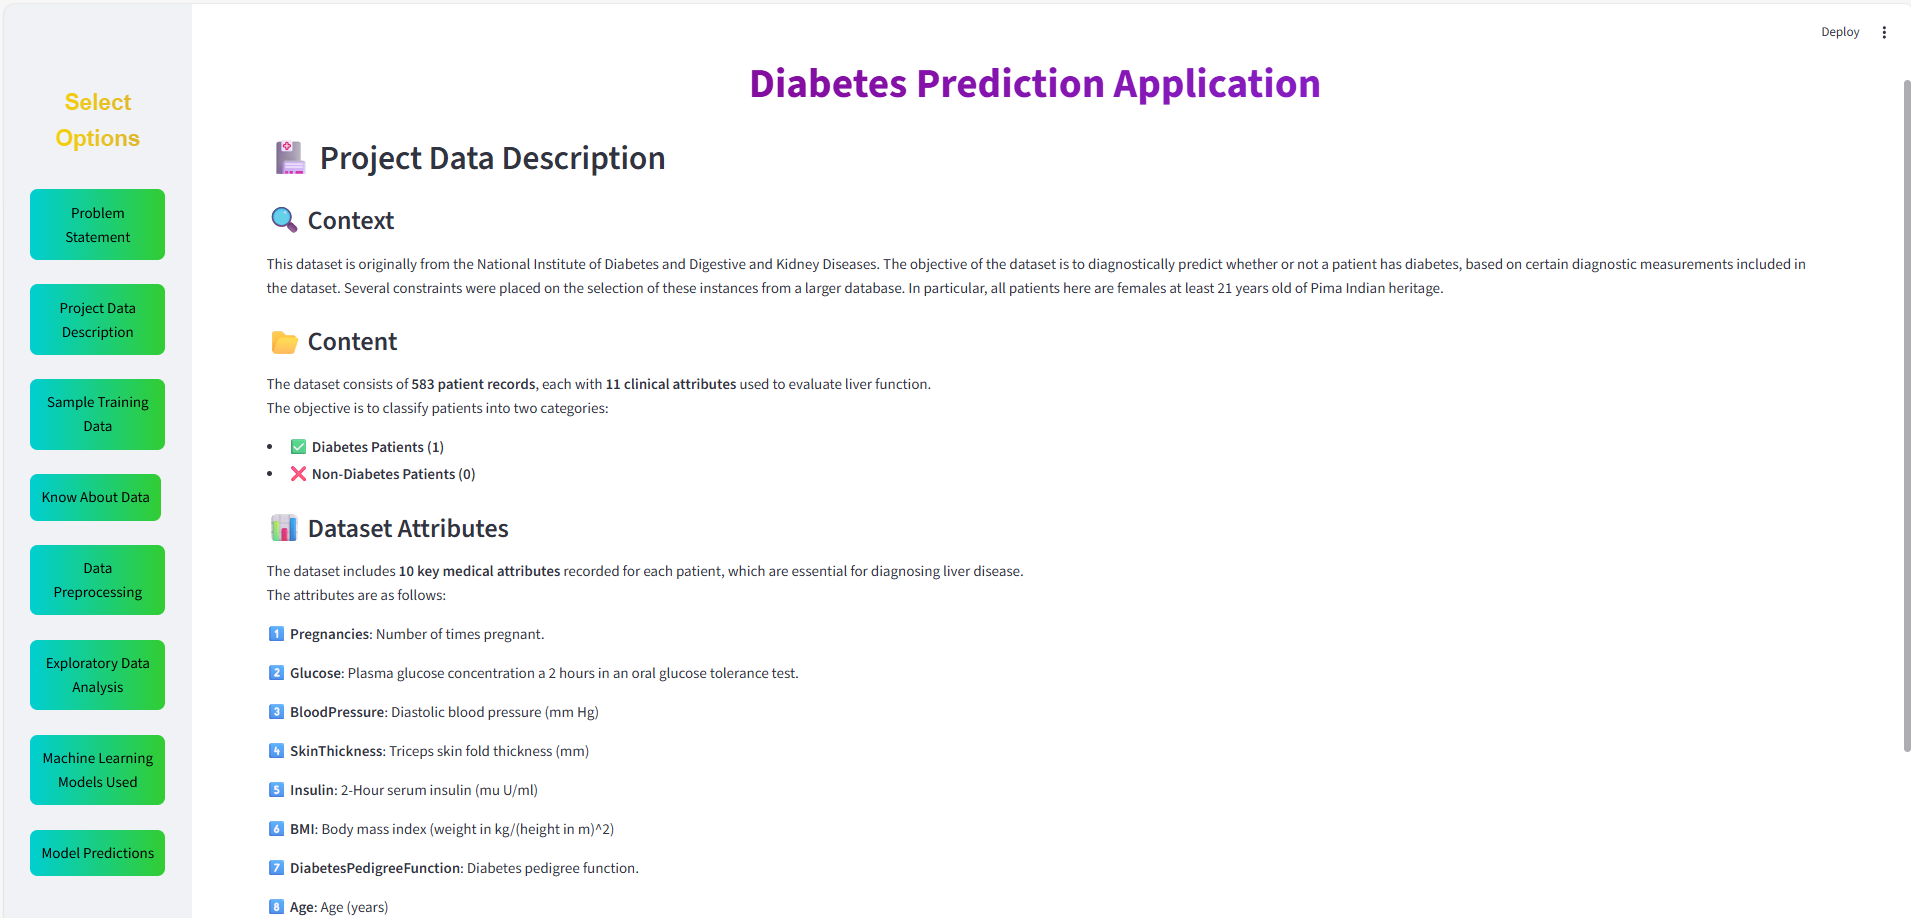 Deploy
Select
Options
Problem
Statement
Project Data
Description
Sample Training
Data
Know About Data
Data
Preprocessing
Exploratory Data
Analysis
Machine Learning
Models Used
Model Predictions
Diabetes Prediction Application
Project Data Description
Context
This dataset is originally from the National Institute of Diabetes and Digestive and Kidney Diseases. The objective of the dataset is to diagnostically predict whether or not a patient has diabetes, based on certain diagnostic measurements included in
the dataset. Several constraints were placed on the selection of these instances from a larger database. In particular, all patients here are females at least 21 years old of Pima Indian heritage.
Content
The dataset consists of 583 patient records, each with 11 clinical attributes used to evaluate liver function.
The objective is to classify patients into two categories:
• ✅ Diabetes Patients (1)
• ❌ Non-Diabetes Patients (0)
Dataset Attributes
The dataset includes 10 key medical attributes recorded for each patient, which are essential for diagnosing liver disease.
The attributes are as follows:
1 Pregnancies: Number of times pregnant.
2 Glucose: Plasma glucose concentration a 2 hours in an oral glucose tolerance test.
3 BloodPressure: Diastolic blood pressure (mm Hg)
4 SkinThickness: Triceps skin fold thickness (mm)
5 Insulin: 2-Hour serum insulin (mu U/ml)
6 BMI: Body mass index (weight in kg/(height in m)^2)
7 DiabetesPedigreeFunction: Diabetes pedigree function.
8 Age: Age (years)